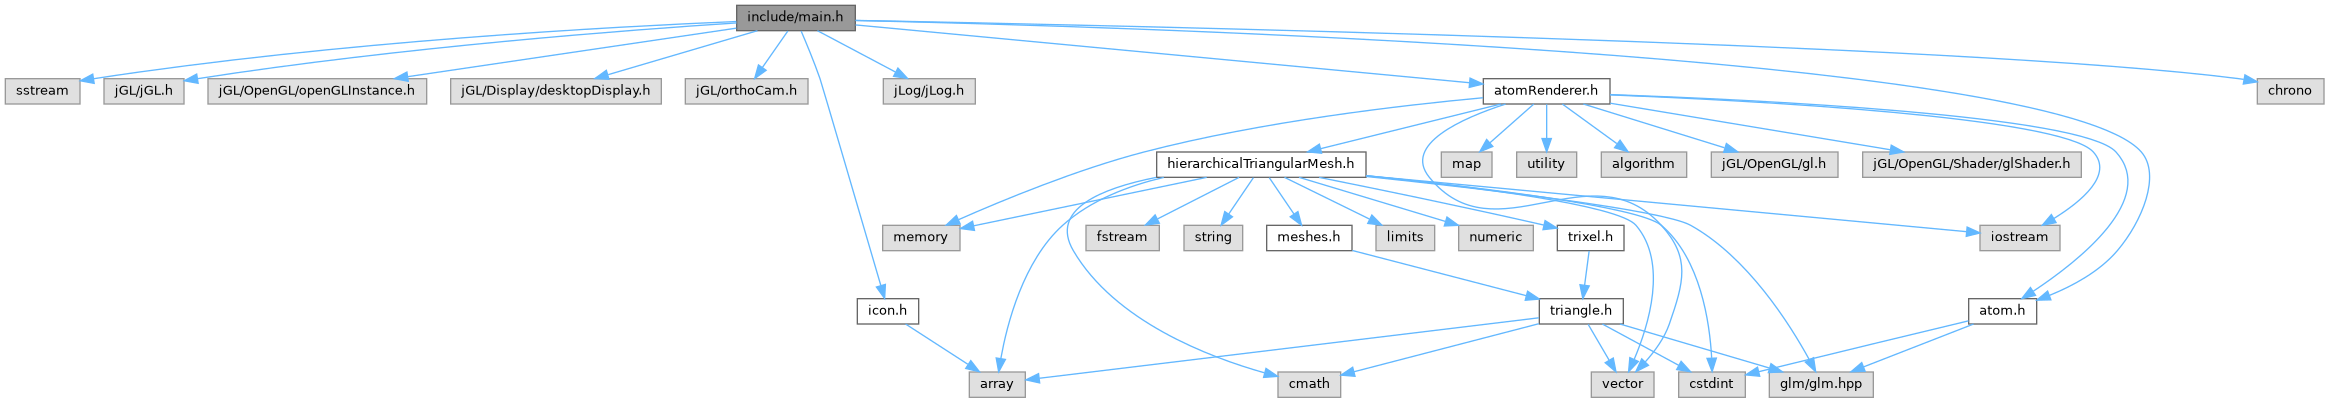 include/main.h
sstream
jGL/jGL.h
jGL/OpenGL/openGLInstance.h
jGL/Display/desktopDisplay.h
jGL/orthoCam.h
jLog/jLog.h
atomRenderer.h
chrono
hierarchicalTriangularMesh.h
map
utility
algorithm
jGL/OpenGL/gl.h
jGL/OpenGL/Shader/glShader.h
memory
fstream
string
meshes.h
limits
numeric
trixel.h
iostream
icon.h
triangle.h
atom.h
array
cmath
vector
cstdint
glm/glm.hpp